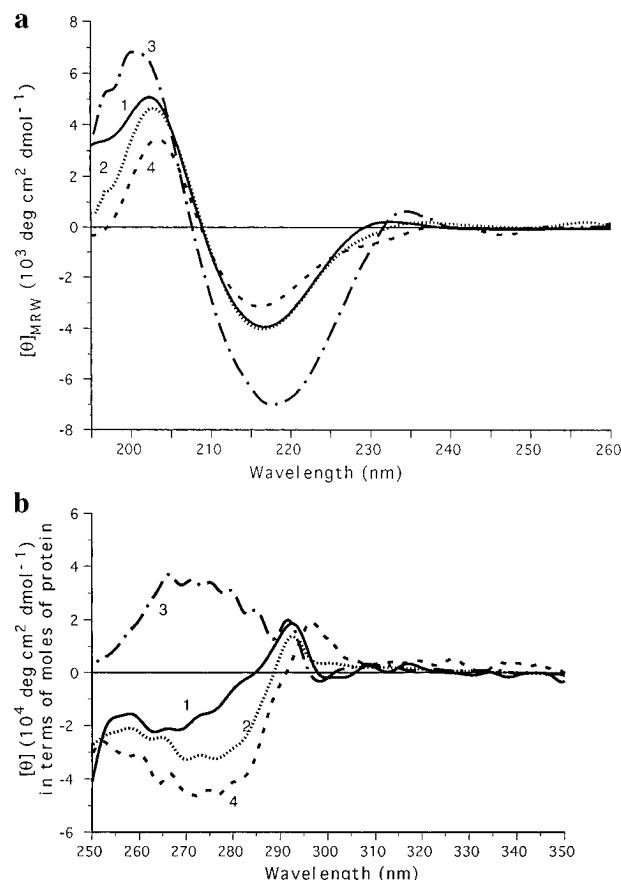 a
8
6
4
2
0
-2
-4
-6
-8
[θ]MRW (10³ deg cm² dmol⁻¹)
3
1
2
4
200 210 220 230 240 250 260
Wavelength (nm)
b
6
4
2
0
-2
-4
-6
[θ] (10⁴ deg cm² dmol⁻¹)
in terms of moles of protein
3
1
2
4
250 260 270 280 290 300 310 320 330 340 350
Wavelength (nm)